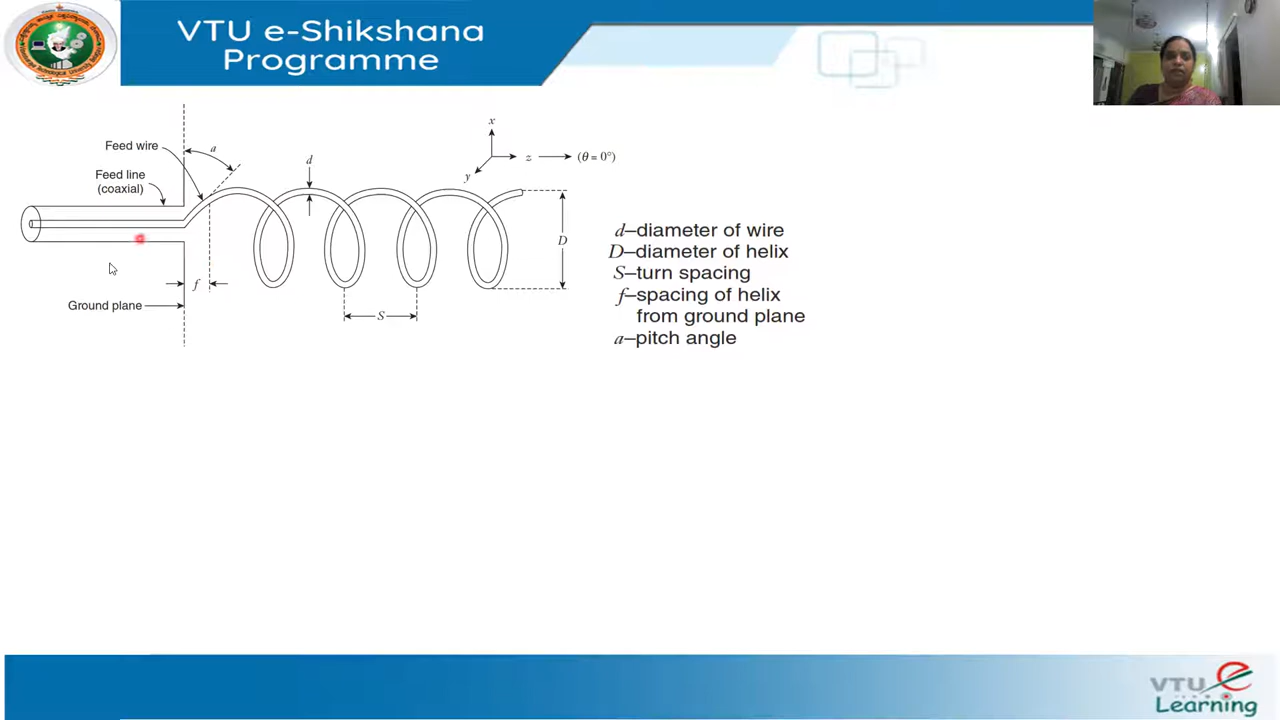 VTU e-Shikshana
Programme
x
Feed wire
a
d
Feed line
(coaxial)
z
(θ = 0°)
y
D
f
Ground plane
S
d–diameter of wire
D–diameter of helix
S–turn spacing
f–spacing of helix
from ground plane
a–pitch angle
VTU e
Learning